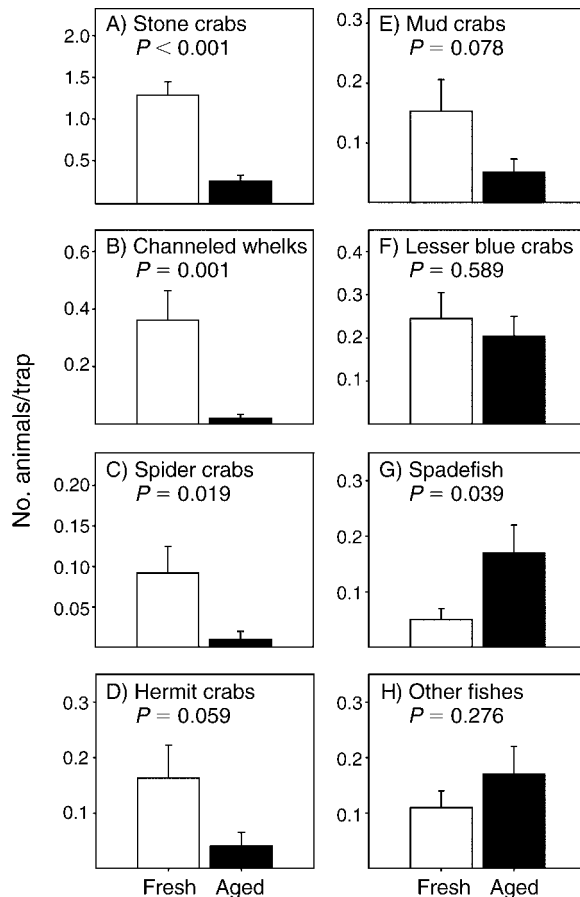 No. animals/trap
A) Stone crabs
P < 0.001
2.0
1.5
1.0
0.5
B) Channeled whelks
P = 0.001
0.6
0.4
0.2
C) Spider crabs
P = 0.019
0.20
0.15
0.10
0.05
D) Hermit crabs
P = 0.059
0.3
0.2
0.1
Fresh Aged
E) Mud crabs
P = 0.078
0.3
0.2
0.1
F) Lesser blue crabs
P = 0.589
0.4
0.3
0.2
0.1
G) Spadefish
P = 0.039
0.3
0.2
0.1
H) Other fishes
P = 0.276
0.3
0.2
0.1
Fresh Aged